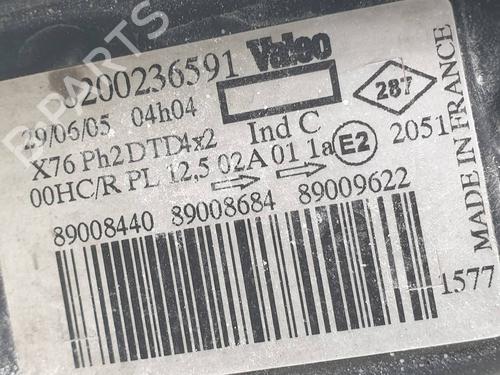 8200236591 Valeo
29/06/05 04h04
287
X76 Ph2 DTD4x2 Ind C
00HC/R PL 12,5 02A 01 1a E2 2051
89008440 89008684 89009622
1577
MADE IN FRANCE
B-PARTS